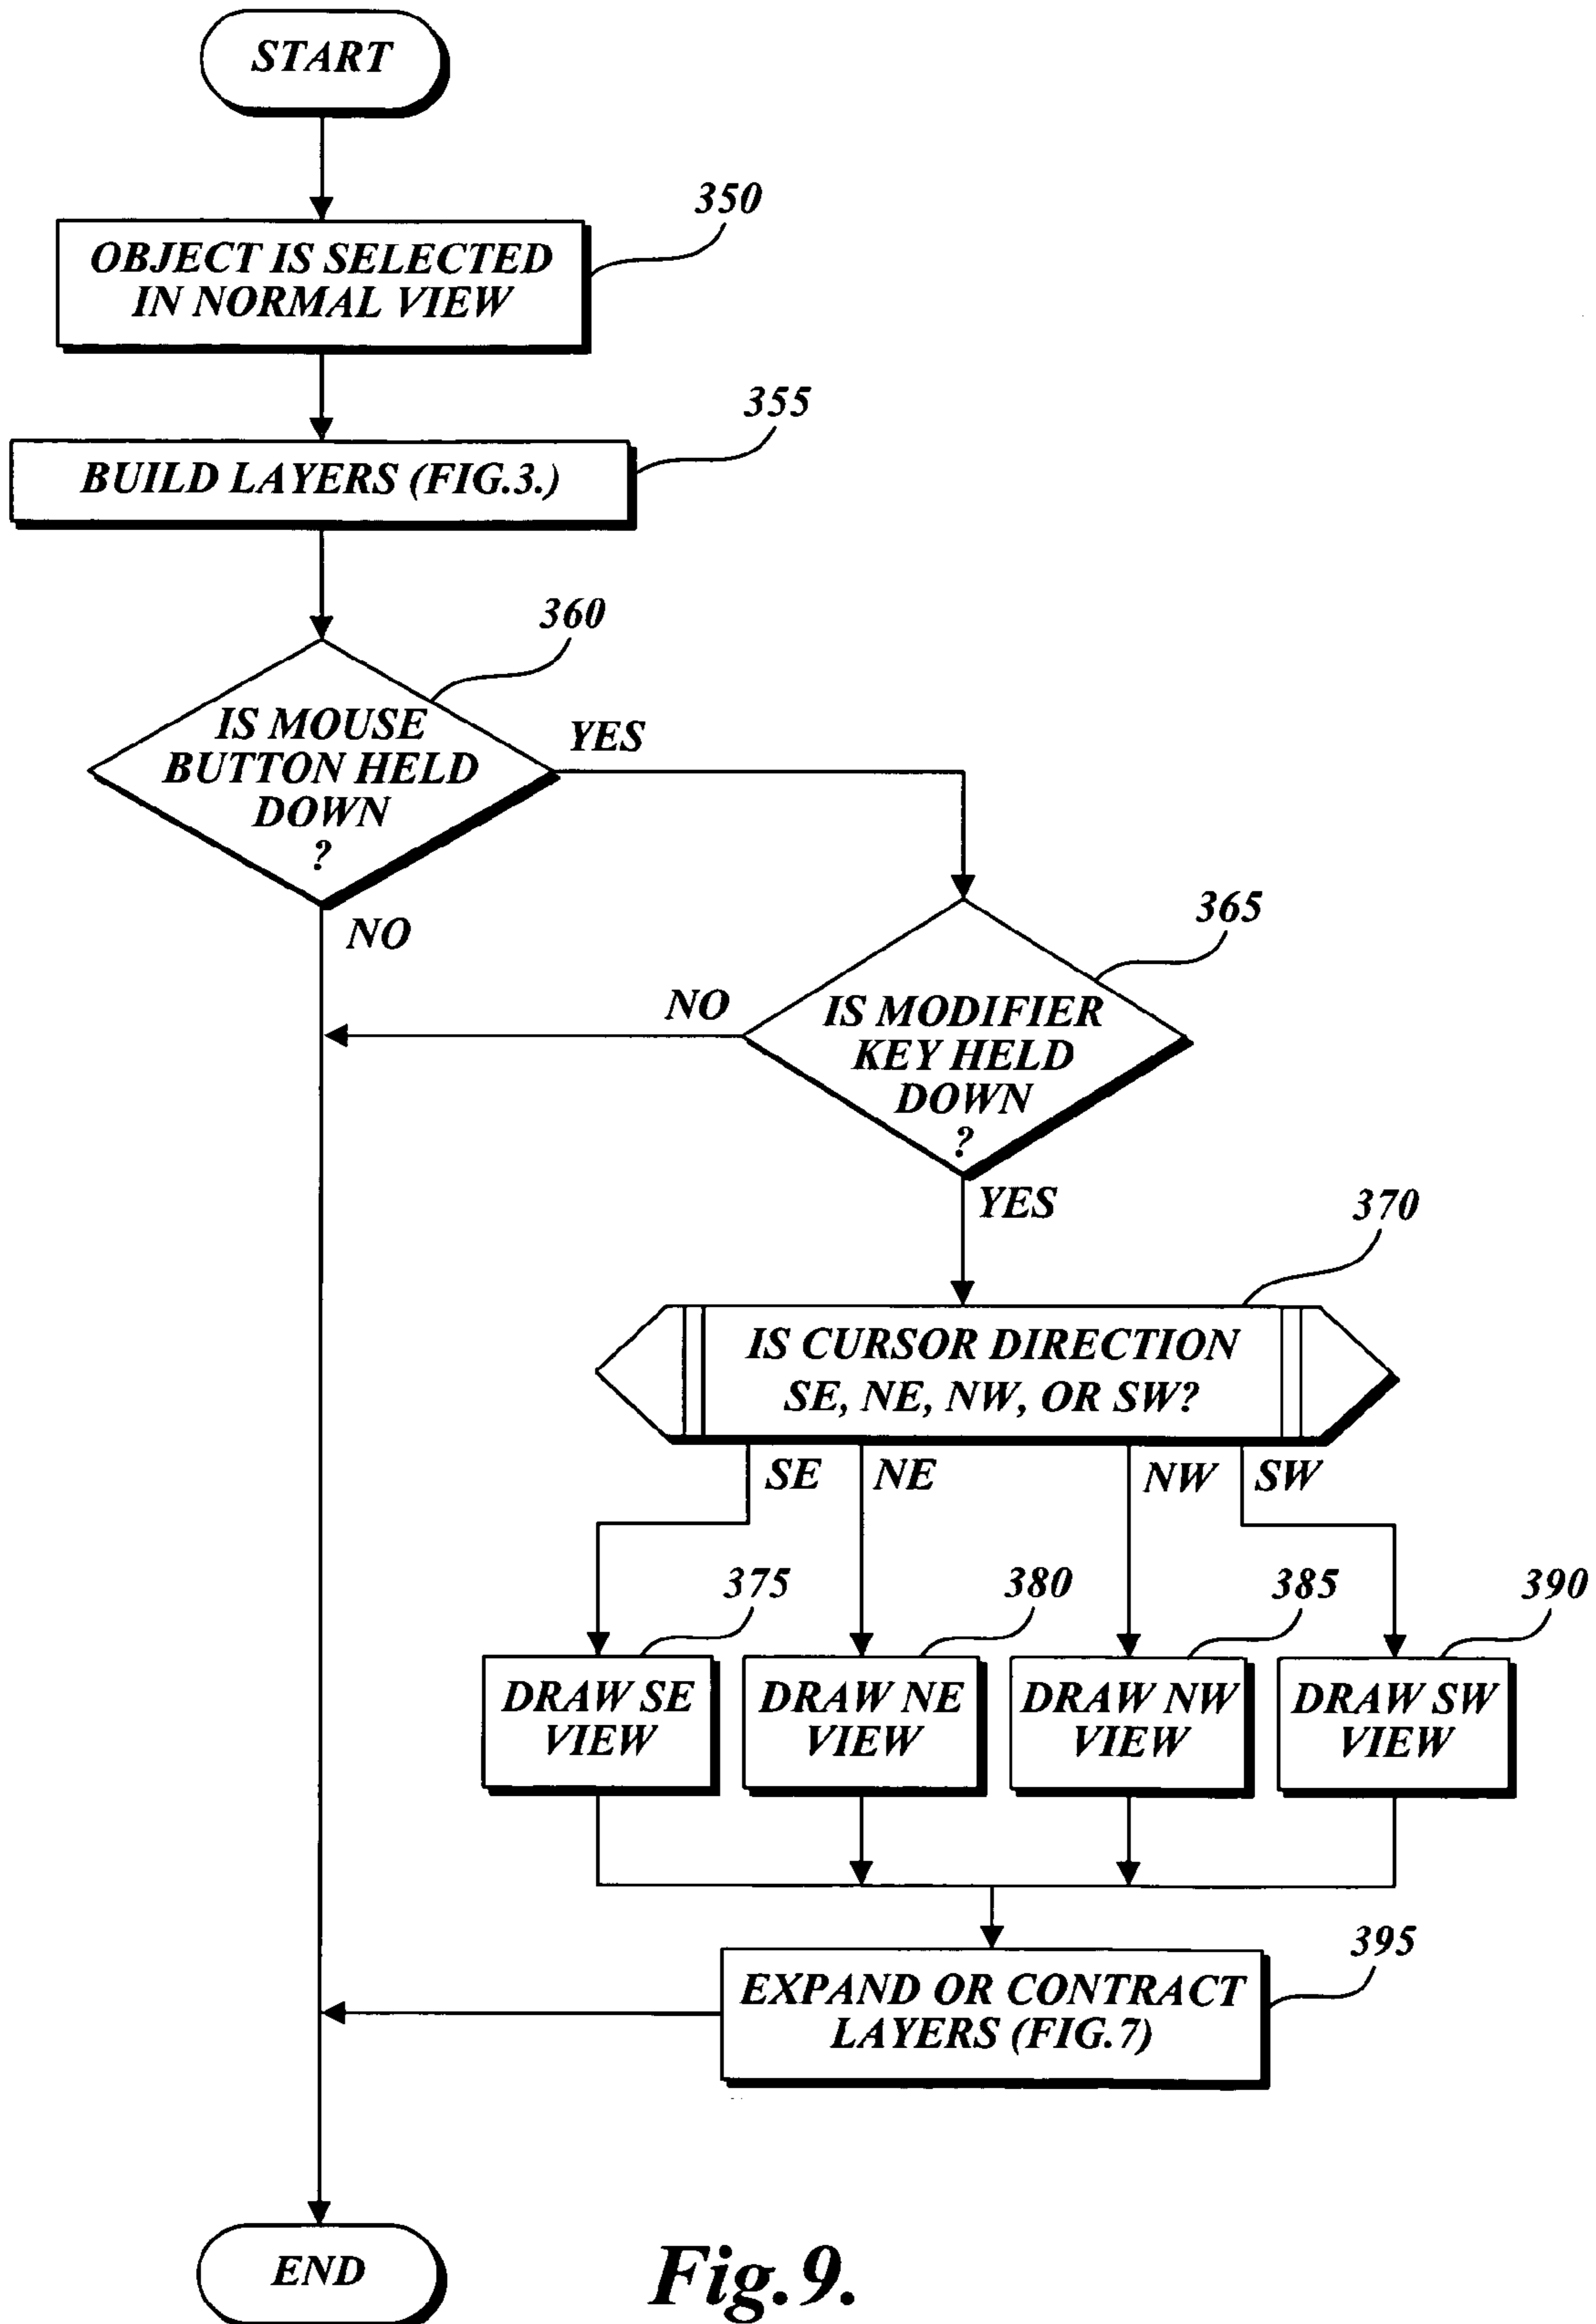 START
350
OBJECT IS SELECTED
IN NORMAL VIEW
355
BUILD LAYERS (FIG.3.)
360
IS MOUSE
BUTTON HELD
DOWN
?
YES
NO
365
NO
IS MODIFIER
KEY HELD
DOWN
?
YES
370
IS CURSOR DIRECTION
SE, NE, NW, OR SW?
SE
NE
NW
SW
375
380
385
390
DRAW SE
VIEW
DRAW NE
VIEW
DRAW NW
VIEW
DRAW SW
VIEW
395
EXPAND OR CONTRACT
LAYERS (FIG.7)
END
Fig.9.